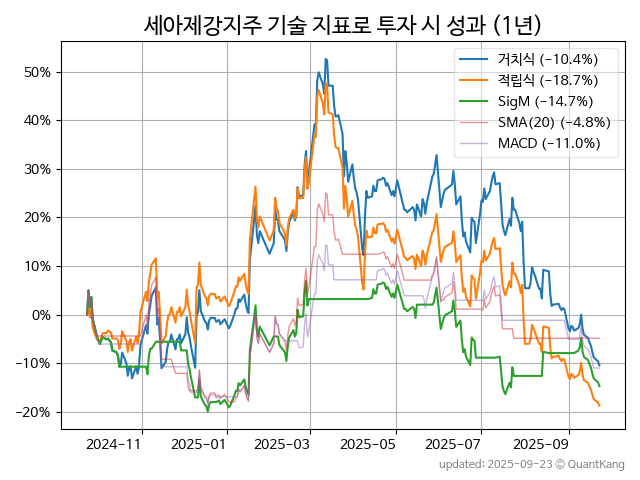 세아제강지주 기술 지표로 투자 시 성과 (1년)
거치식 (−10.4%)
적립식 (−18.7%)
SigM (−14.7%)
SMA(20) (−4.8%)
MACD (−11.0%)
50%
40%
30%
20%
10%
0%
−10%
−20%
2024-11 2025-01 2025-03 2025-05 2025-07 2025-09
updated: 2025-09-23 © QuantKang